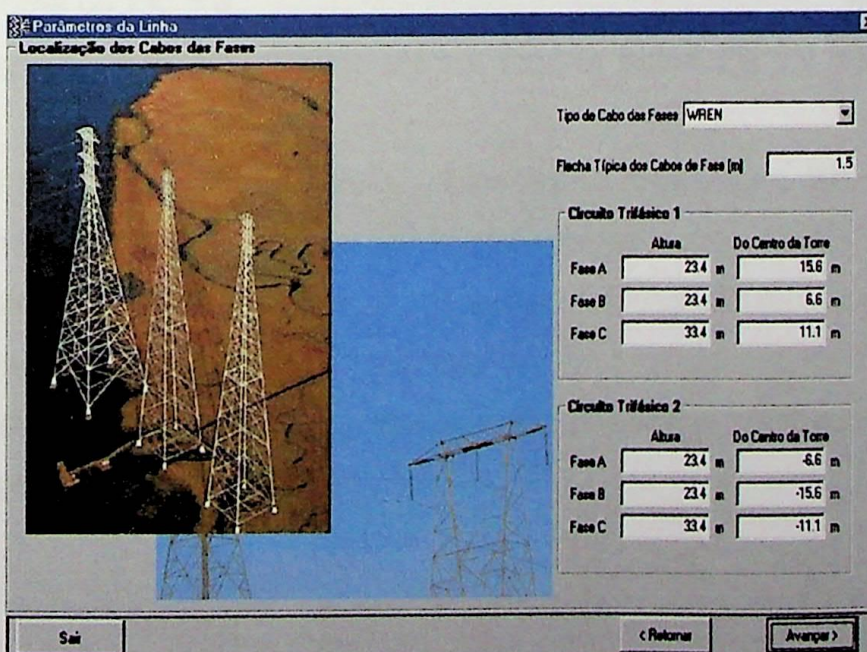 Parâmetros da Linha
Localização dos Cabos das Fases
Tipo de Cabo das Fases WREN
Flecha Típica dos Cabos de Fase [m] 1.5
Circuito Trifásico 1
Altura Do Centro da Torre
Fase A 23.4 m 15.6 m
Fase B 23.4 m 6.6 m
Fase C 33.4 m 11.1 m
Circuito Trifásico 2
Altura Do Centro da Torre
Fase A 23.4 m -6.6 m
Fase B 23.4 m -15.6 m
Fase C 33.4 m -11.1 m
Sair
< Retornar
Avançar >